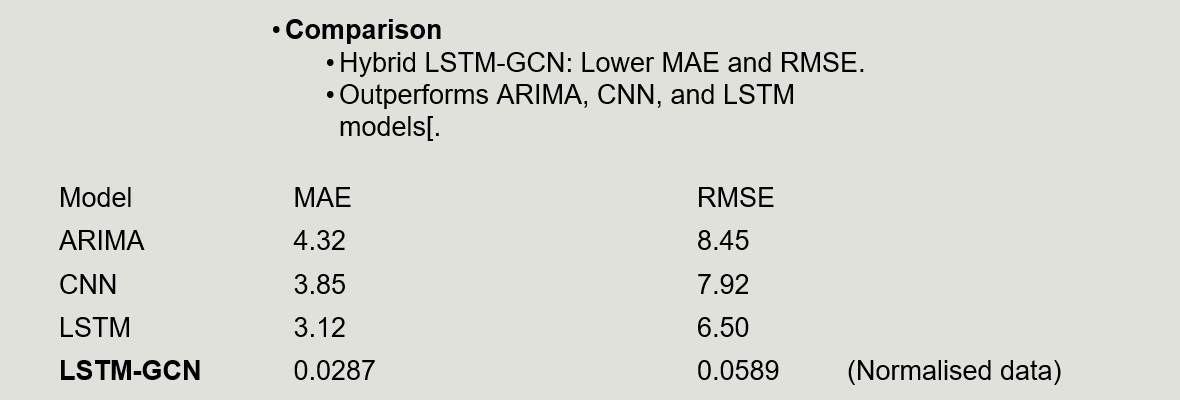 • Comparison
• Hybrid LSTM-GCN: Lower MAE and RMSE.
• Outperforms ARIMA, CNN, and LSTM
models[.
Model MAE RMSE
ARIMA 4.32 8.45
CNN 3.85 7.92
LSTM 3.12 6.50
LSTM-GCN 0.0287 0.0589 (Normalised data)